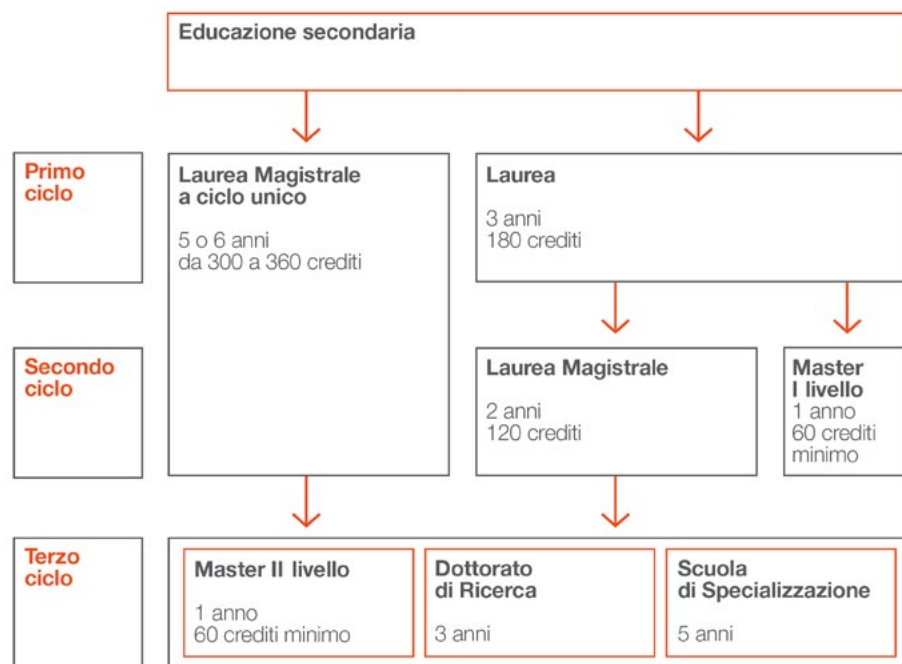 Educazione secondaria
Primo
ciclo
Laurea Magistrale
a ciclo unico
5 o 6 anni
da 300 a 360 crediti
Laurea
3 anni
180 crediti
Secondo
ciclo
Laurea Magistrale
2 anni
120 crediti
Master
I livello
1 anno
60 crediti
minimo
Terzo
ciclo
Master II livello
1 anno
60 crediti minimo
Dottorato
di Ricerca
3 anni
Scuola
di Specializzazione
5 anni